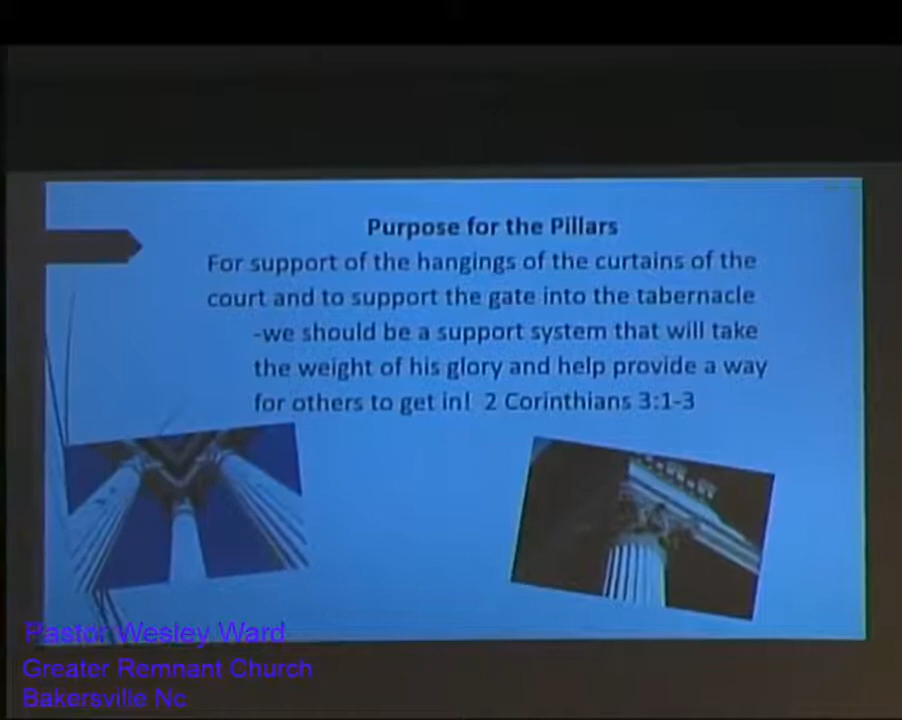 Purpose for the Pillars
For support of the hangings of the curtains of the
court and to support the gate into the tabernacle
-we should be a support system that will take
the weight of his glory and help provide a way
for others to get in! 2 Corinthians 3:1-3
Pastor Wesley Ward
Greater Remnant Church
Bakersville Nc